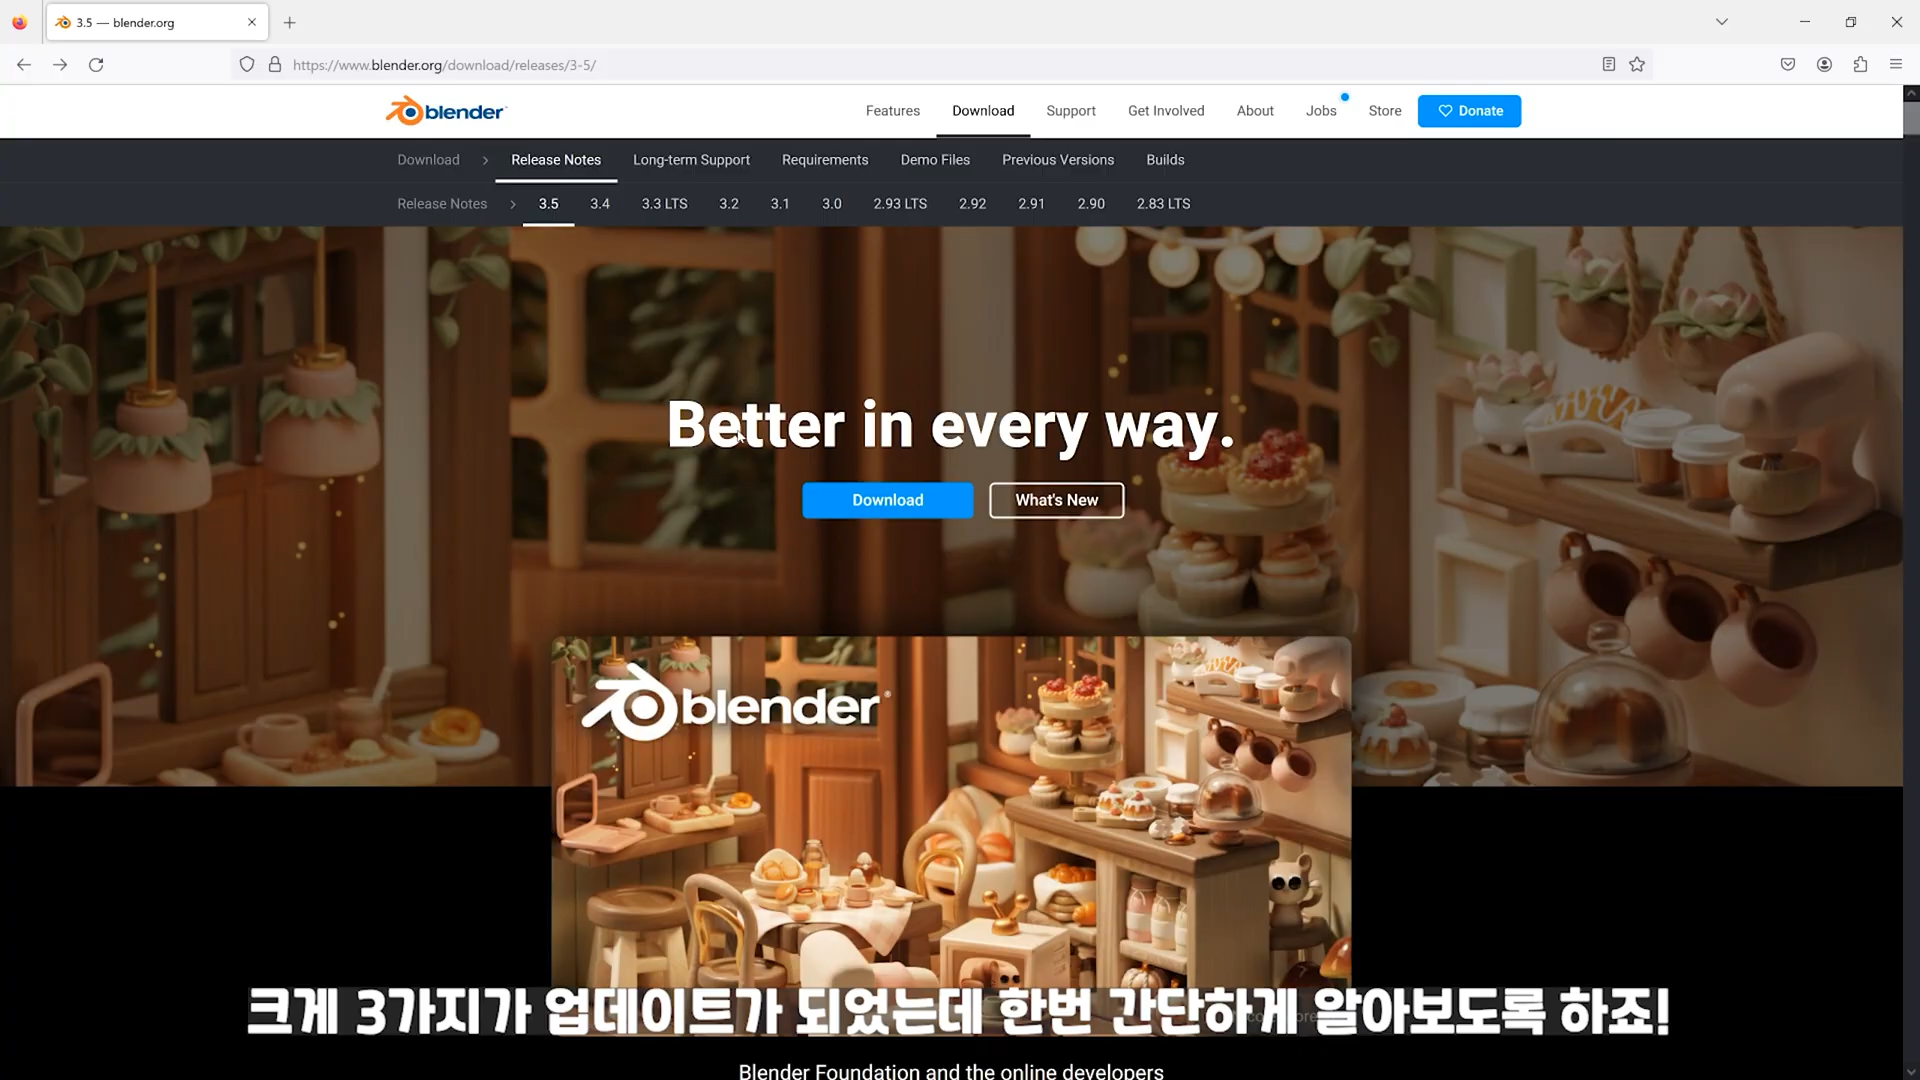 3.5 — blender.org
https://www.blender.org/download/releases/3-5/
blender
Features Download Support Get Involved About Jobs Store Donate
Download Release Notes Long-term Support Requirements Demo Files Previous Versions Builds
Release Notes 3.5 3.4 3.3 LTS 3.2 3.1 3.0 2.93 LTS 2.92 2.91 2.90 2.83 LTS
Better in every way.
Download What's New
blender®
크게 3가지가 업데이트가 되었는데 한번 간단하게 알아보도록 하죠!
Blender Foundation and the online developers